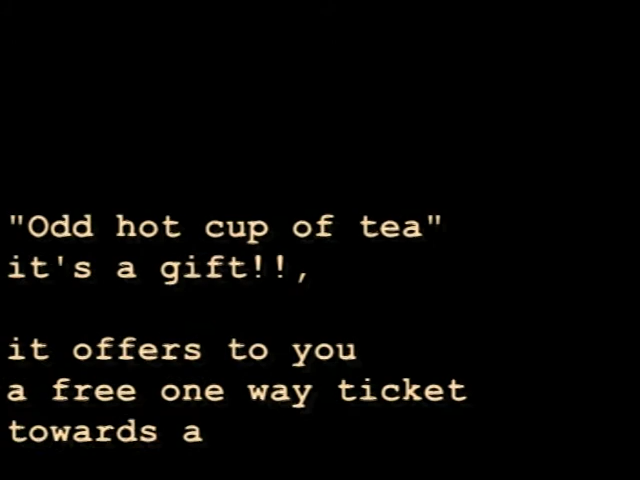 "Odd hot cup of tea"
it's a gift!!,
it offers to you
a free one way ticket
towards a